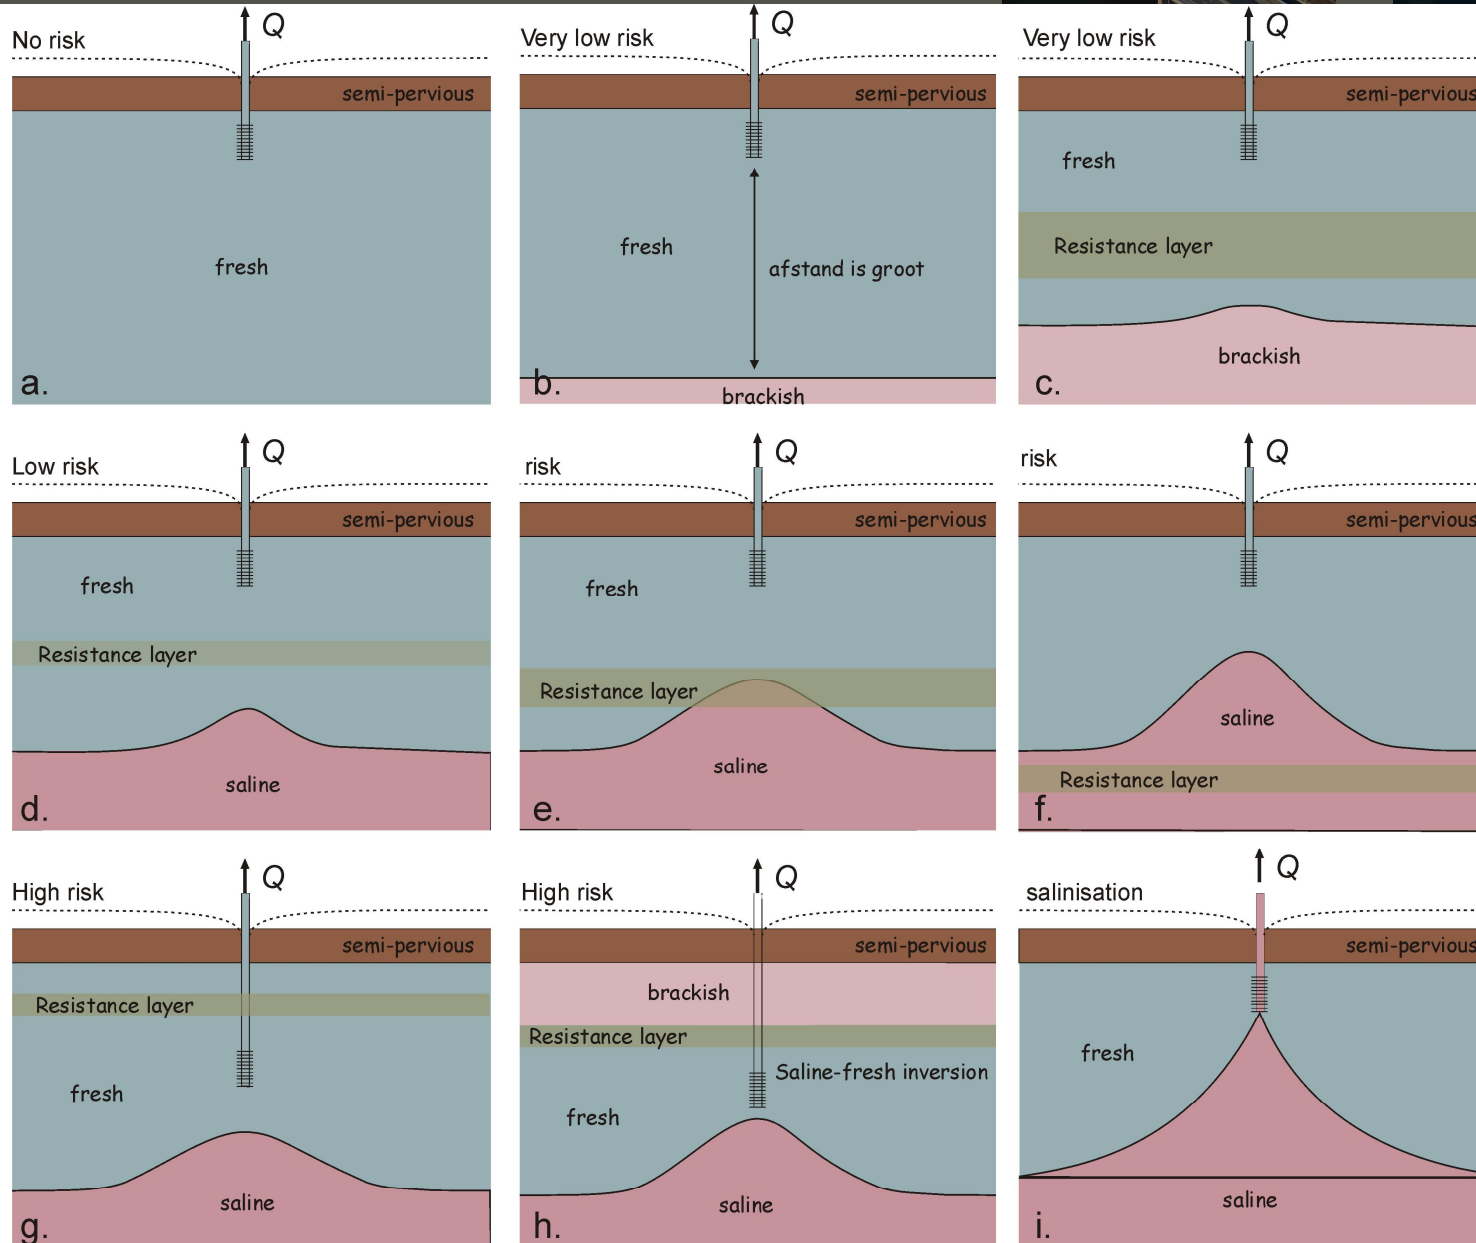 No risk
Q
semi-pervious
fresh
a.
Very low risk
Q
semi-pervious
fresh
afstand is groot
b.
brackish
Very low risk
Q
semi-pervious
fresh
Resistance layer
brackish
c.
Low risk
Q
semi-pervious
fresh
Resistance layer
saline
d.
risk
Q
semi-pervious
fresh
Resistance layer
saline
e.
risk
Q
semi-pervious
saline
Resistance layer
f.
High risk
Q
semi-pervious
Resistance layer
fresh
saline
g.
High risk
Q
semi-pervious
brackish
Resistance layer
Saline-fresh inversion
fresh
saline
h.
salinisation
Q
semi-pervious
fresh
saline
i.